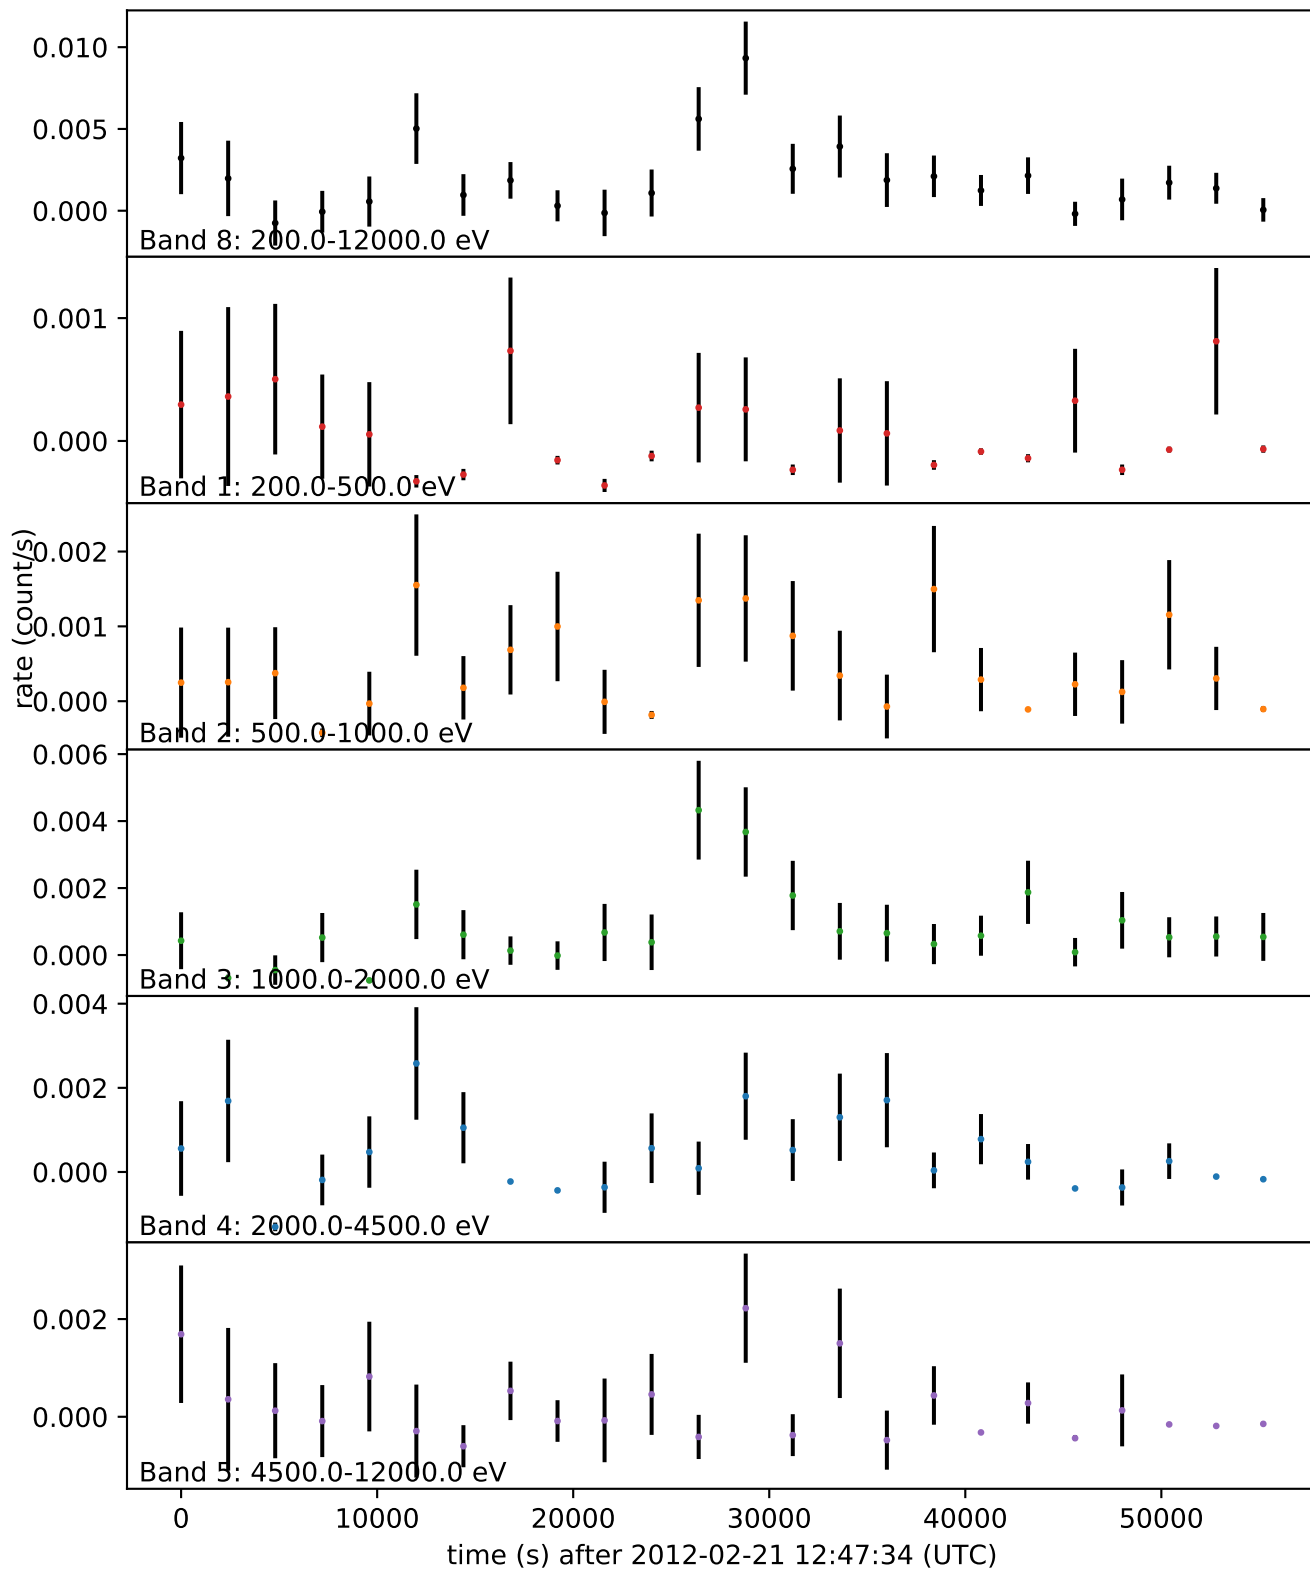 0.010
0.005
0.000
Band 8: 200.0-12000.0 eV
0.001
0.000
Band 1: 200.0-500.0 eV
rate (count/s)
0.002
0.001
0.000
Band 2: 500.0-1000.0 eV
0.006
0.004
0.002
0.000
Band 3: 1000.0-2000.0 eV
0.004
0.002
0.000
Band 4: 2000.0-4500.0 eV
0.002
0.000
Band 5: 4500.0-12000.0 eV
0 10000 20000 30000 40000 50000
time (s) after 2012-02-21 12:47:34 (UTC)